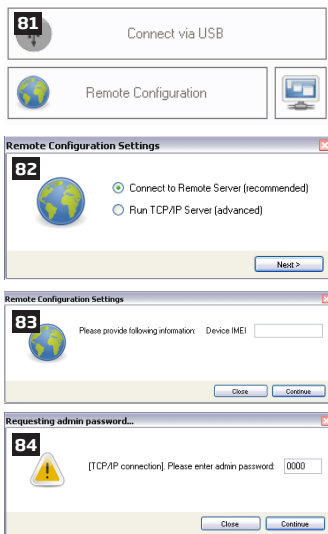 81
Connect via USB
Remote Configuration
Remote Configuration Settings
82
Connect to Remote Server (recommended)
Run TCP/IP Server (advanced)
Next >
Remote Configuration Settings
83
Please provide following information: Device IMEI
Close Continue
Requesting admin password...
84
[TCP/IP connection]. Please enter admin password: 0000
Close Continue